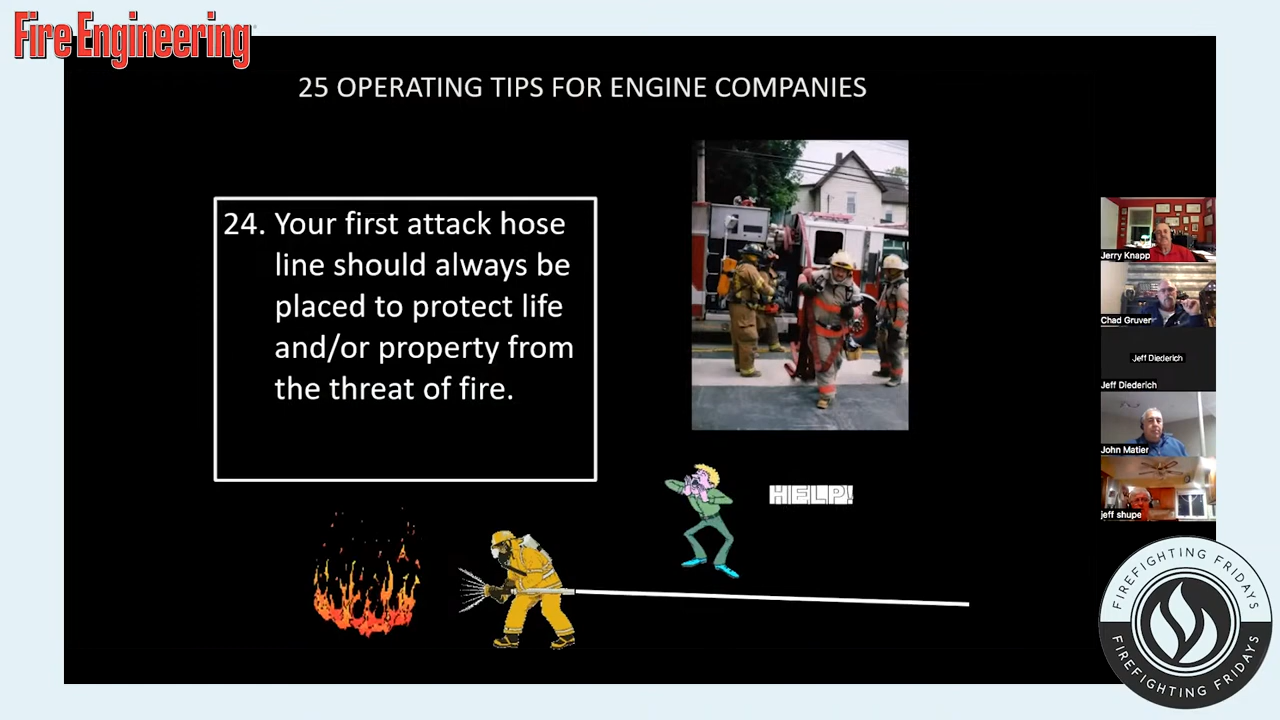 Fire Engineering
25 OPERATING TIPS FOR ENGINE COMPANIES
24. Your first attack hose
line should always be
placed to protect life
and/or property from
the threat of fire.
HELP!
Jerry Knapp
Chad Gruver
Jeff Diederich
Jeff Diederich
John Matier
jeff shupe
FIREFIGHTING FRIDAYS
FIREFIGHTING FRIDAYS